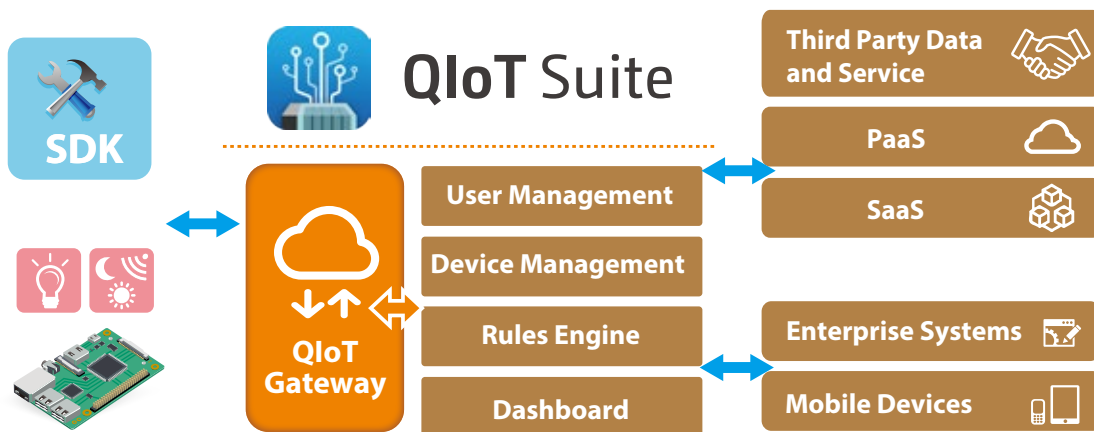 SDK
QIoT Suite
QIoT
Gateway
User Management
Device Management
Rules Engine
Dashboard
Third Party Data
and Service
PaaS
SaaS
Enterprise Systems
Mobile Devices